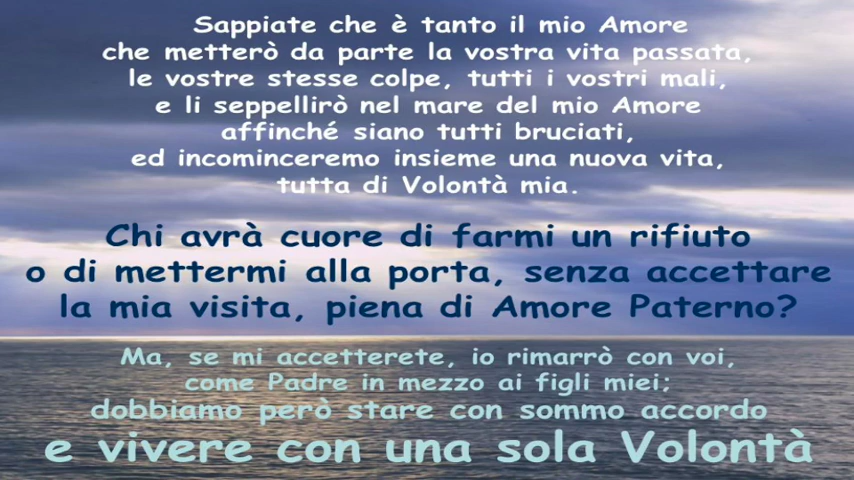 Sappiate che è tanto il mio Amore
che metterò da parte la vostra vita passata,
le vostre stesse colpe, tutti i vostri mali,
e li seppellirò nel mare del mio Amore
affinché siano tutti bruciati,
ed incominceremo insieme una nuova vita,
tutta di Volontà mia.
Chi avrà cuore di farmi un rifiuto
o di mettermi alla porta, senza accettare
la mia visita, piena di Amore Paterno?
Ma, se mi accetterete, io rimarrò con voi,
come Padre in mezzo ai figli miei;
dobbiamo però stare con sommo accordo
e vivere con una sola Volontà